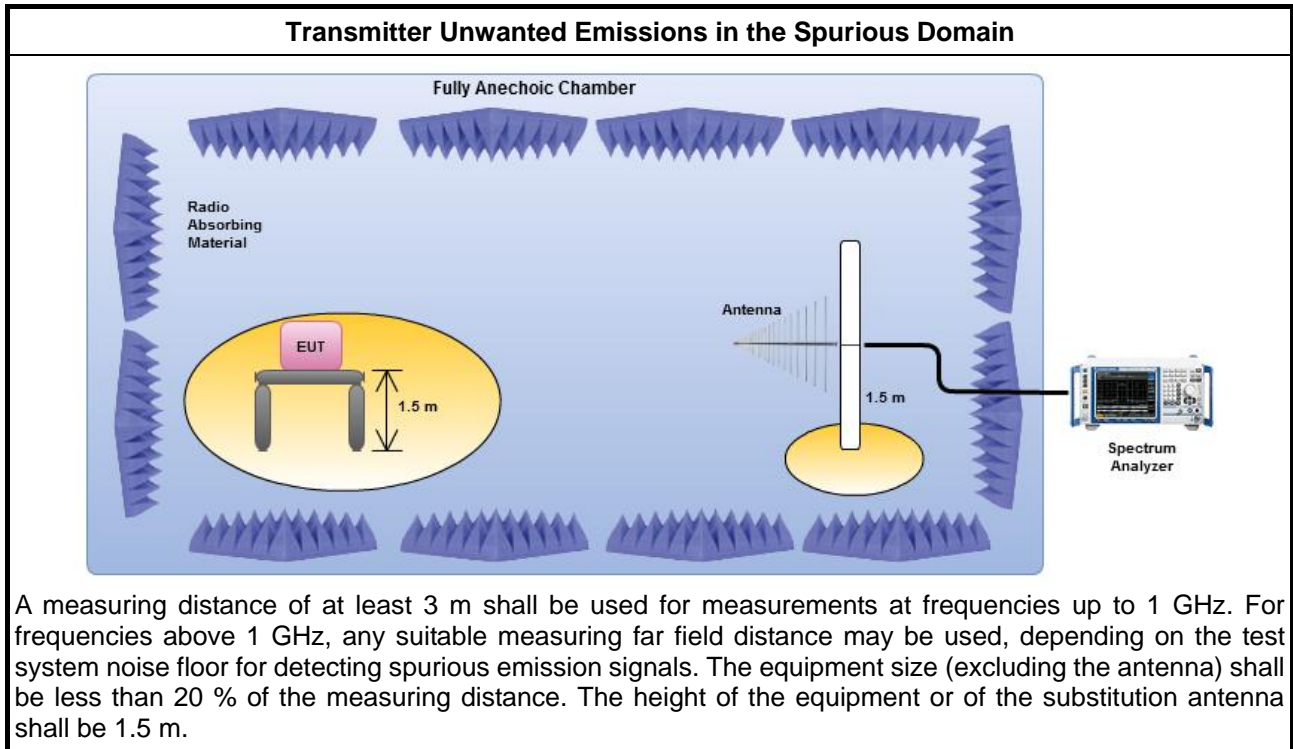 Transmitter Unwanted Emissions in the Spurious Domain
Fully Anechoic Chamber
Radio
Absorbing
Material
Antenna
EUT
1.5 m
1.5 m
Spectrum
Analyzer
A measuring distance of at least 3 m shall be used for measurements at frequencies up to 1 GHz. For
frequencies above 1 GHz, any suitable measuring far field distance may be used, depending on the test
system noise floor for detecting spurious emission signals. The equipment size (excluding the antenna) shall
be less than 20 % of the measuring distance. The height of the equipment or of the substitution antenna
shall be 1.5 m.